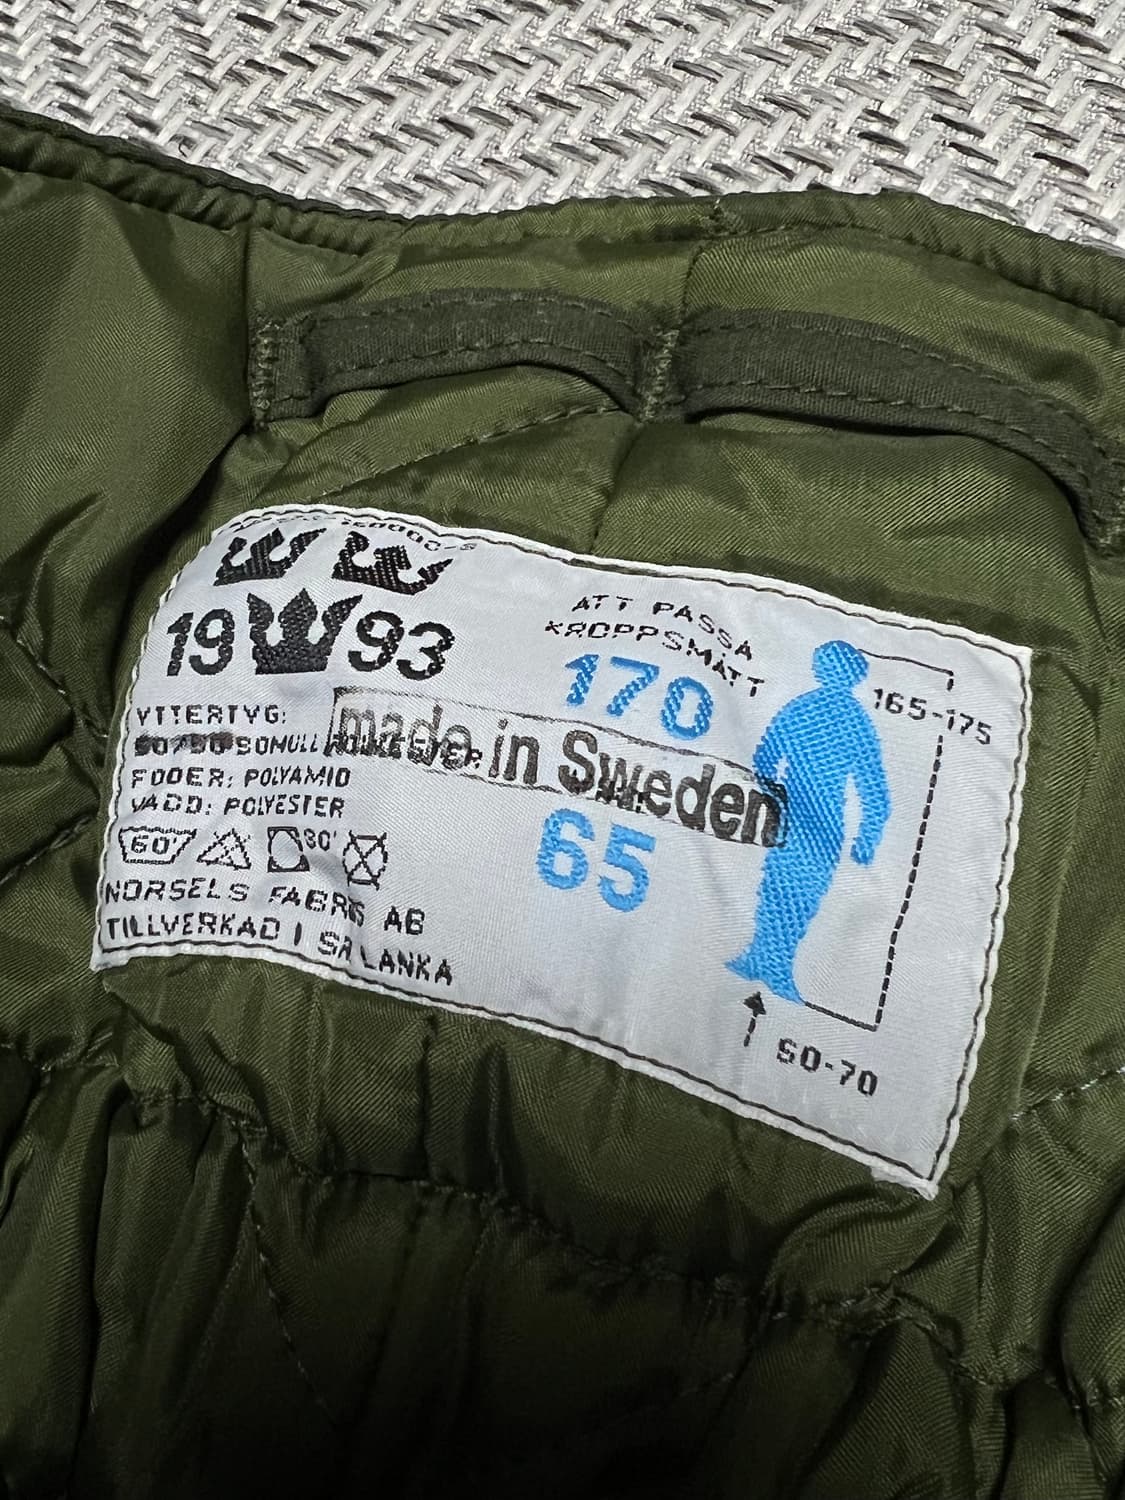 19 93
ATT PASSA
KROPPSMÅTT
170
165-175
YTTERTYG:
made in Sweden
FODER: POLYAMID
VADD: POLYESTER
65
60° 30'
NORSELS FABRIS AB
TILLVERKAD I SRI LANKA
60-70